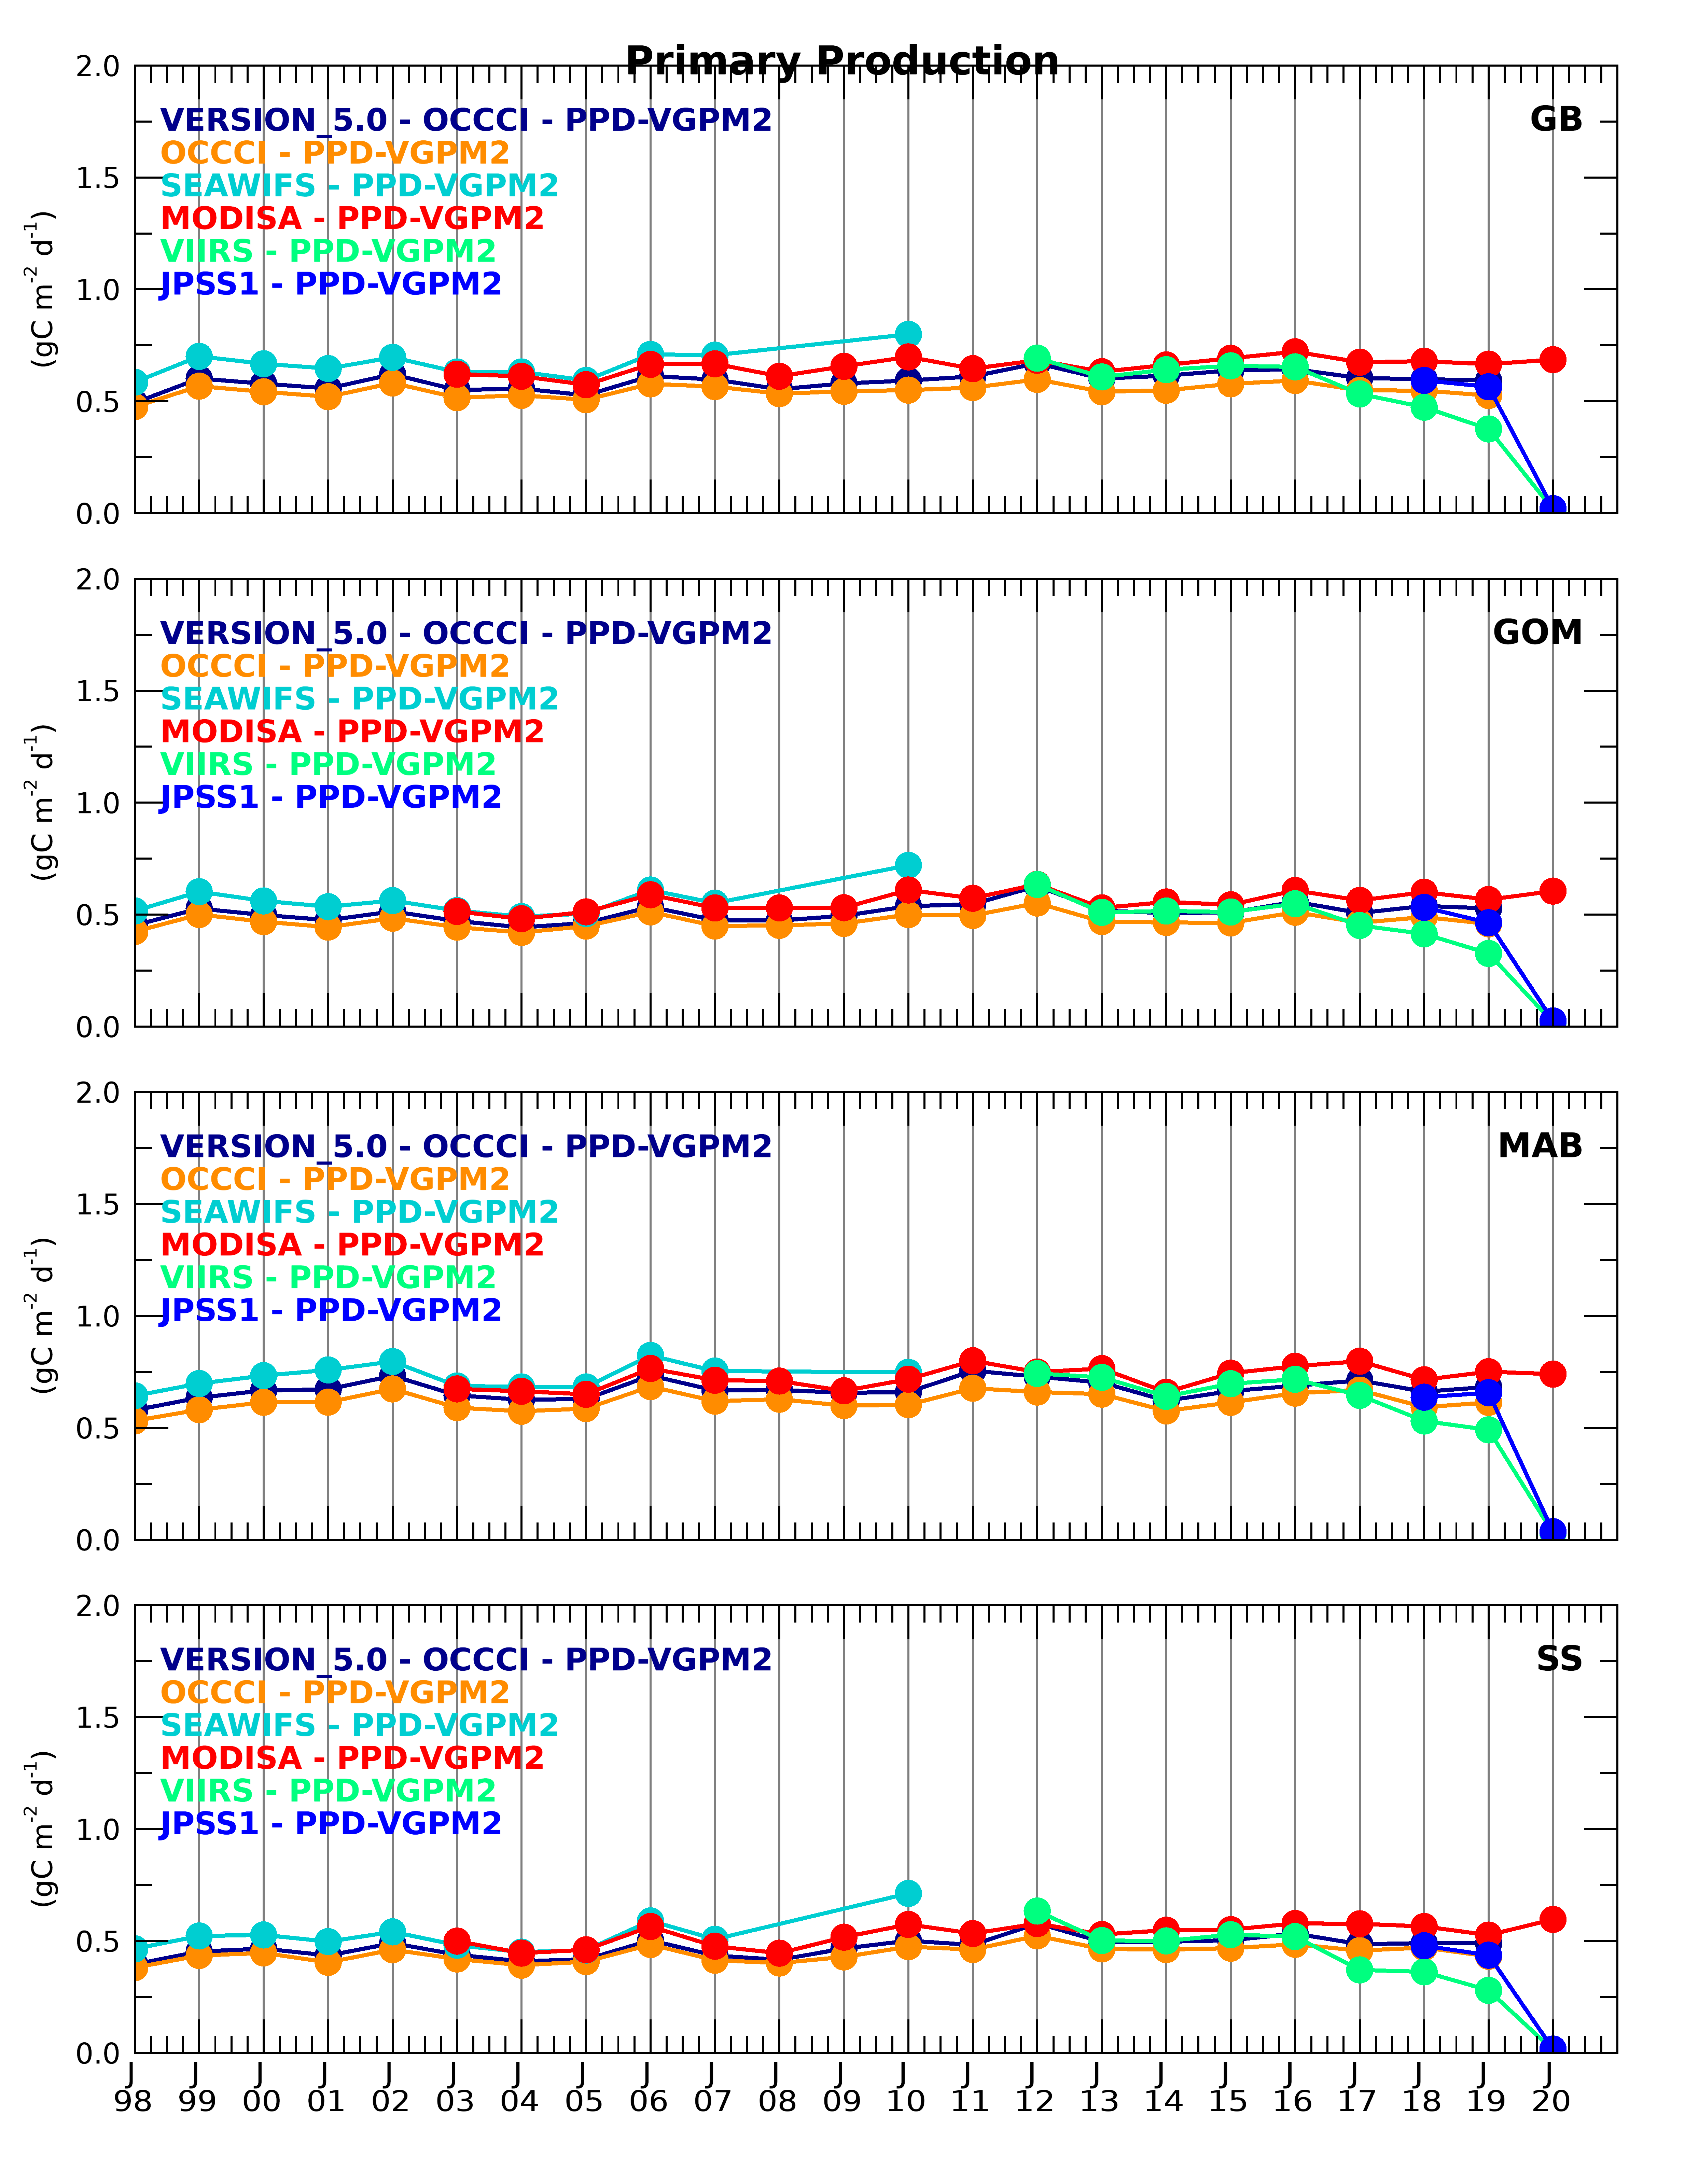 Primary Production
2.0
VERSION_5.0 - OCCCI - PPD-VGPM2
GB
OCCCI - PPD-VGPM2
1.5
SEAWIFS - PPD-VGPM2
MODISA - PPD-VGPM2
VIIRS - PPD-VGPM2
1.0
JPSS1 - PPD-VGPM2
(gC m-2 d-1)
0.5
0.0
2.0
VERSION_5.0 - OCCCI - PPD-VGPM2
GOM
OCCCI - PPD-VGPM2
1.5
SEAWIFS - PPD-VGPM2
MODISA - PPD-VGPM2
VIIRS - PPD-VGPM2
1.0
JPSS1 - PPD-VGPM2
(gC m-2 d-1)
0.5
0.0
2.0
VERSION_5.0 - OCCCI - PPD-VGPM2
MAB
OCCCI - PPD-VGPM2
1.5
SEAWIFS - PPD-VGPM2
MODISA - PPD-VGPM2
VIIRS - PPD-VGPM2
1.0
JPSS1 - PPD-VGPM2
(gC m-2 d-1)
0.5
0.0
2.0
VERSION_5.0 - OCCCI - PPD-VGPM2
SS
OCCCI - PPD-VGPM2
1.5
SEAWIFS - PPD-VGPM2
MODISA - PPD-VGPM2
VIIRS - PPD-VGPM2
1.0
JPSS1 - PPD-VGPM2
(gC m-2 d-1)
0.5
0.0
J J J J J J J J J J J J J J J J J J J J J J J
98 99 00 01 02 03 04 05 06 07 08 09 10 11 12 13 14 15 16 17 18 19 20